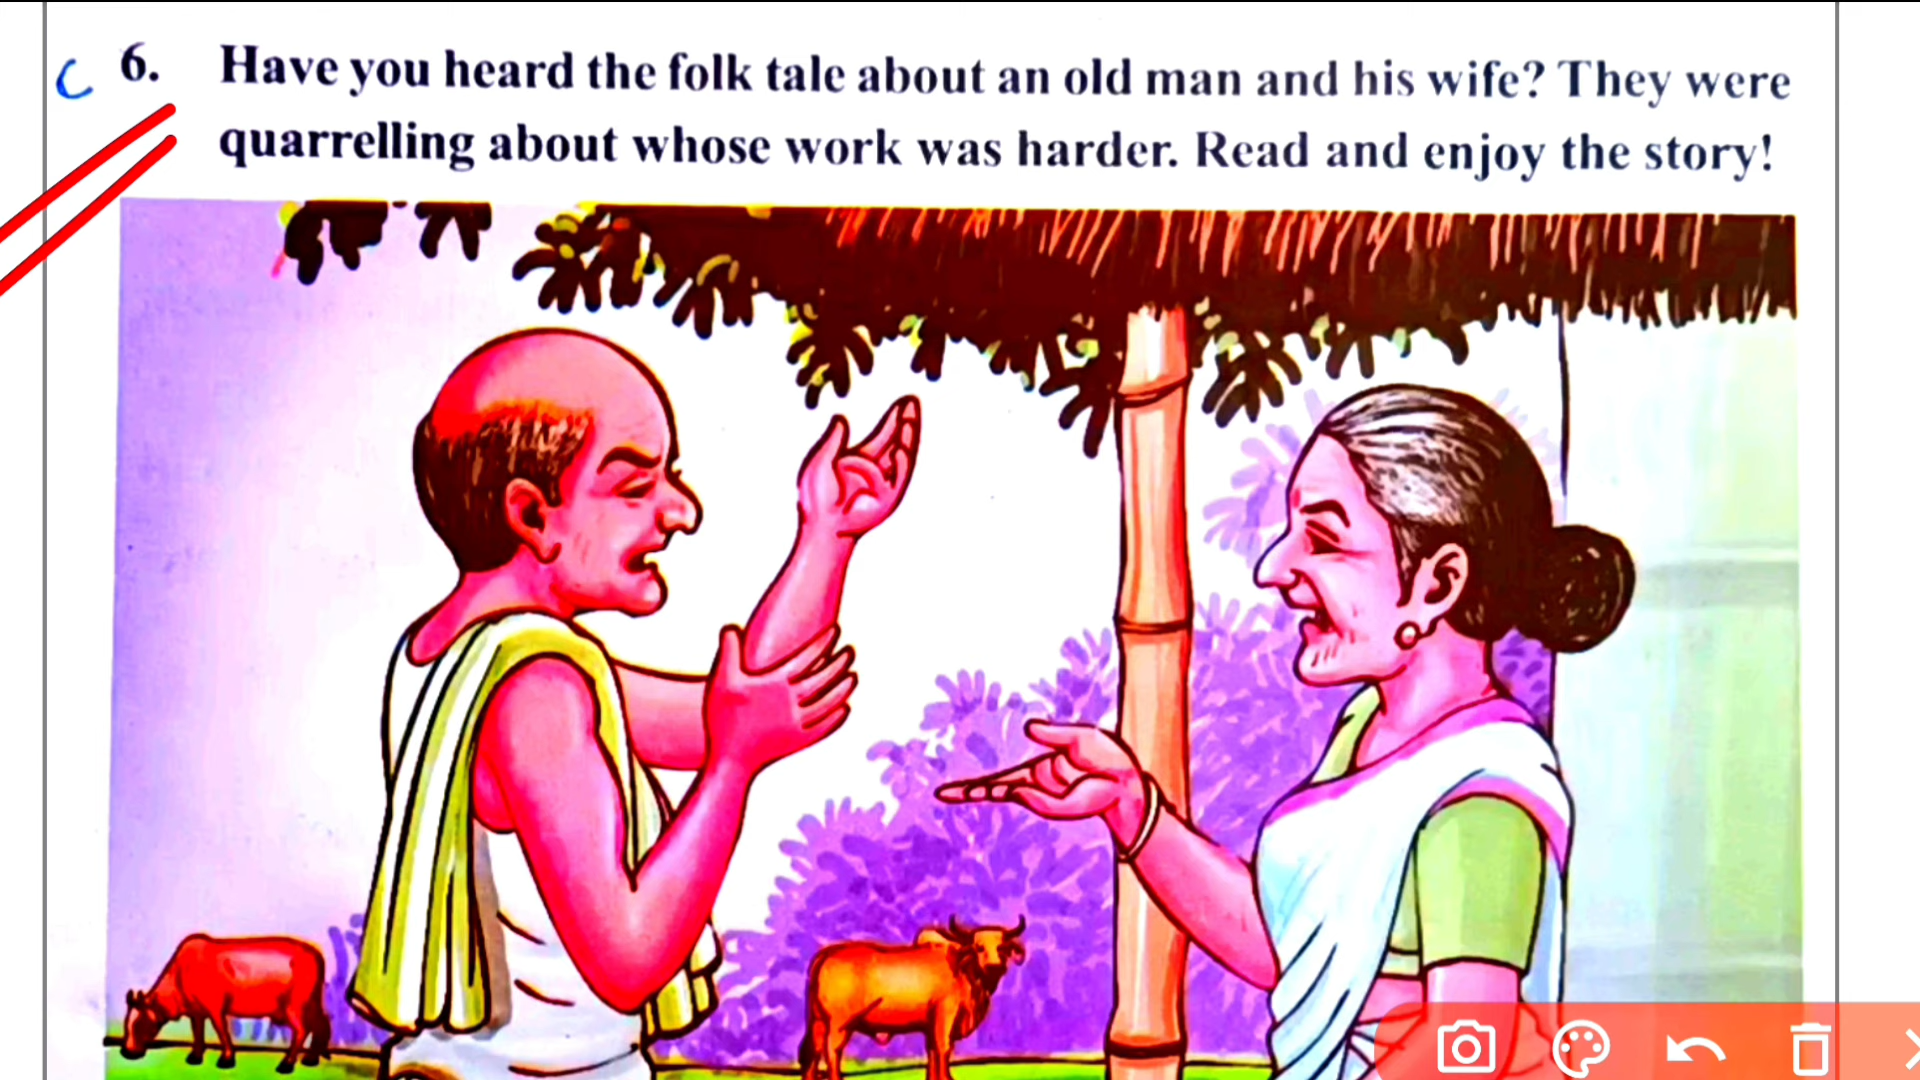 C 6. Have you heard the folk tale about an old man and his wife? They were
quarrelling about whose work was harder. Read and enjoy the story!